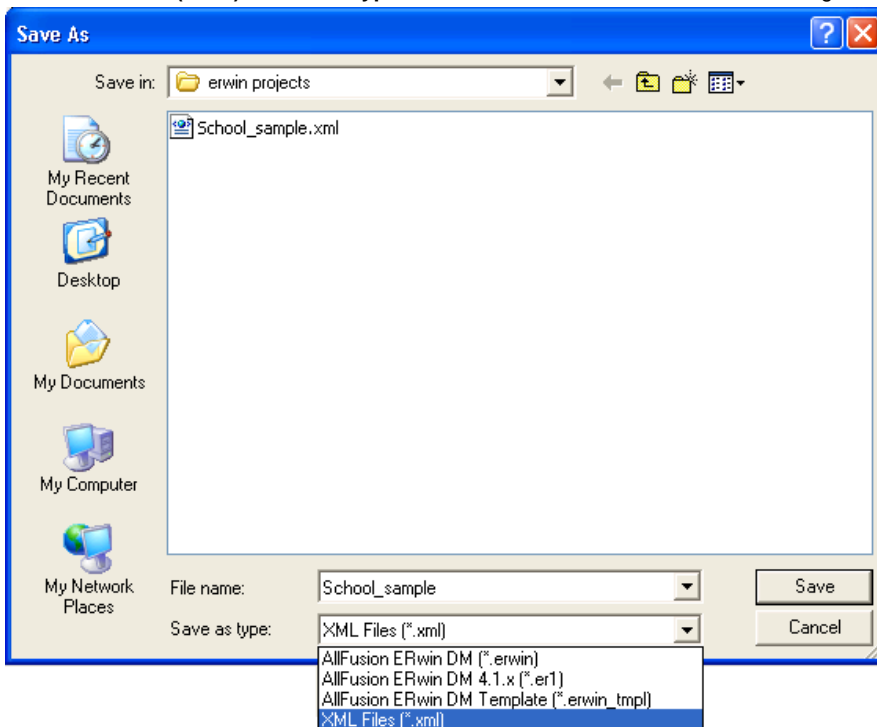 Save As
Save in:
erwin projects
School_sample.xml
My Recent
Documents
Desktop
My Documents
My Computer
My Network
Places
File name:
School_sample
Save
Save as type:
XML Files (*.xml)
Cancel
AllFusion ERwin DM (*.erwin)
AllFusion ERwin DM 4.1.x (*.er1)
AllFusion ERwin DM Template (*.erwin_tmpl)
XML Files (*.xml)